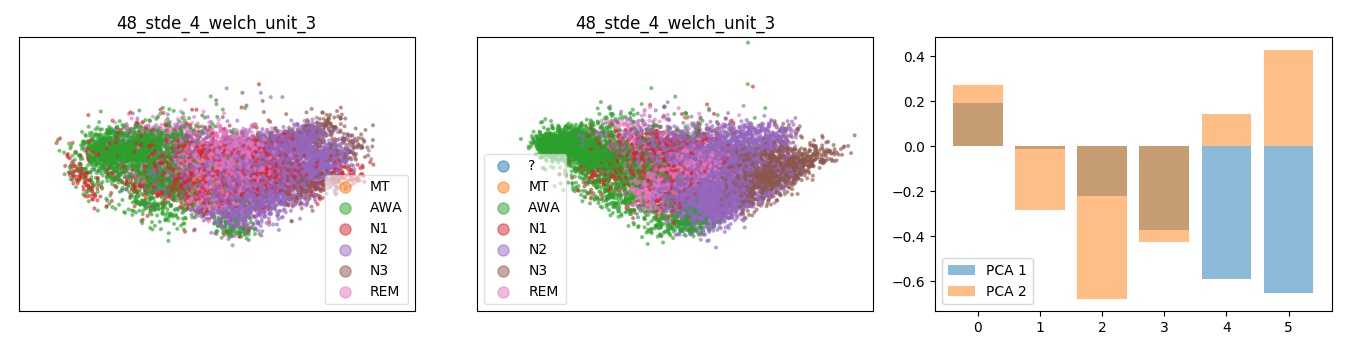 48_stde_4_welch_unit_3
MT
AWA
N1
N2
N3
REM
48_stde_4_welch_unit_3
?
MT
AWA
N1
N2
N3
REM
0.4
0.2
0.0
−0.2
−0.4
−0.6
PCA 1
PCA 2
0 1 2 3 4 5